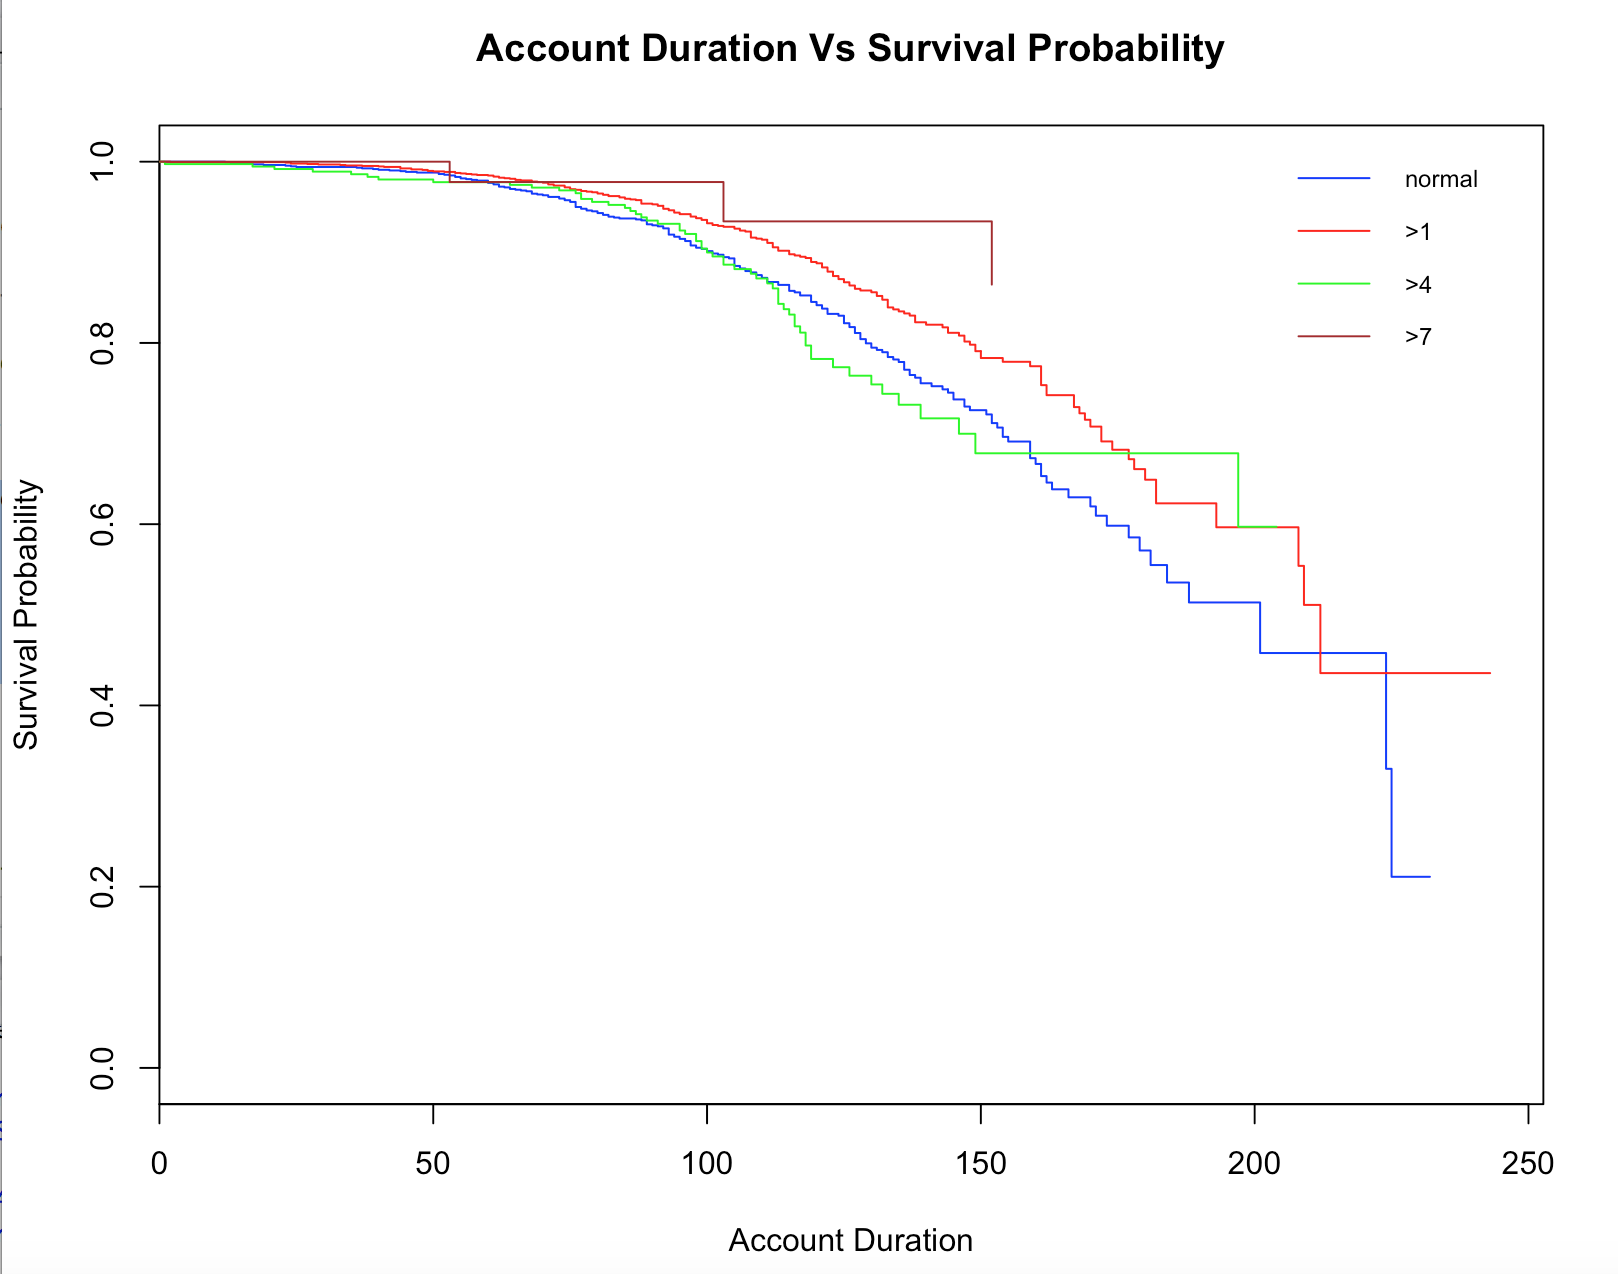 Account Duration Vs Survival Probability
normal
>1
>4
>7
Survival Probability
1.0
0.8
0.6
0.4
0.2
0.0
0 50 100 150 200 250
Account Duration